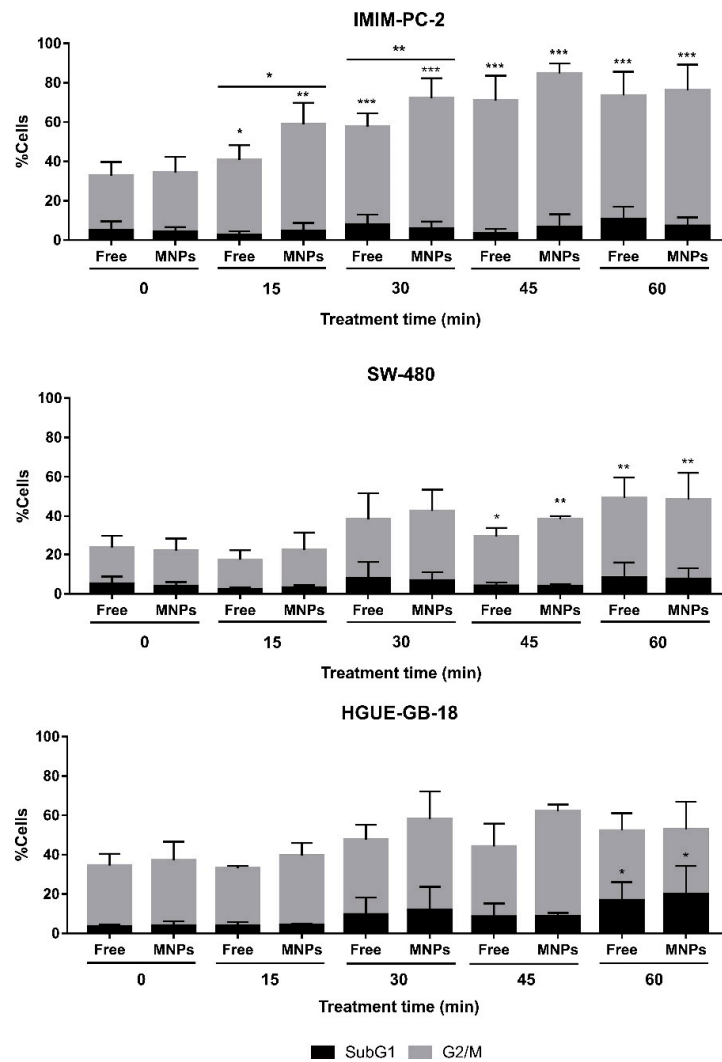 IMIM-PC-2
%Cells
100
80
60
40
20
0
* ** * ** *** *** *** *** *** ***
Free MNPs Free MNPs Free MNPs Free MNPs Free MNPs
0 15 30 45 60
Treatment time (min)
SW-480
%Cells
100
80
60
40
20
0
* ** ** **
Free MNPs Free MNPs Free MNPs Free MNPs Free MNPs
0 15 30 45 60
Treatment time (min)
HGUE-GB-18
%Cells
100
80
60
40
20
0
* *
Free MNPs Free MNPs Free MNPs Free MNPs Free MNPs
0 15 30 45 60
Treatment time (min)
SubG1 G2/M